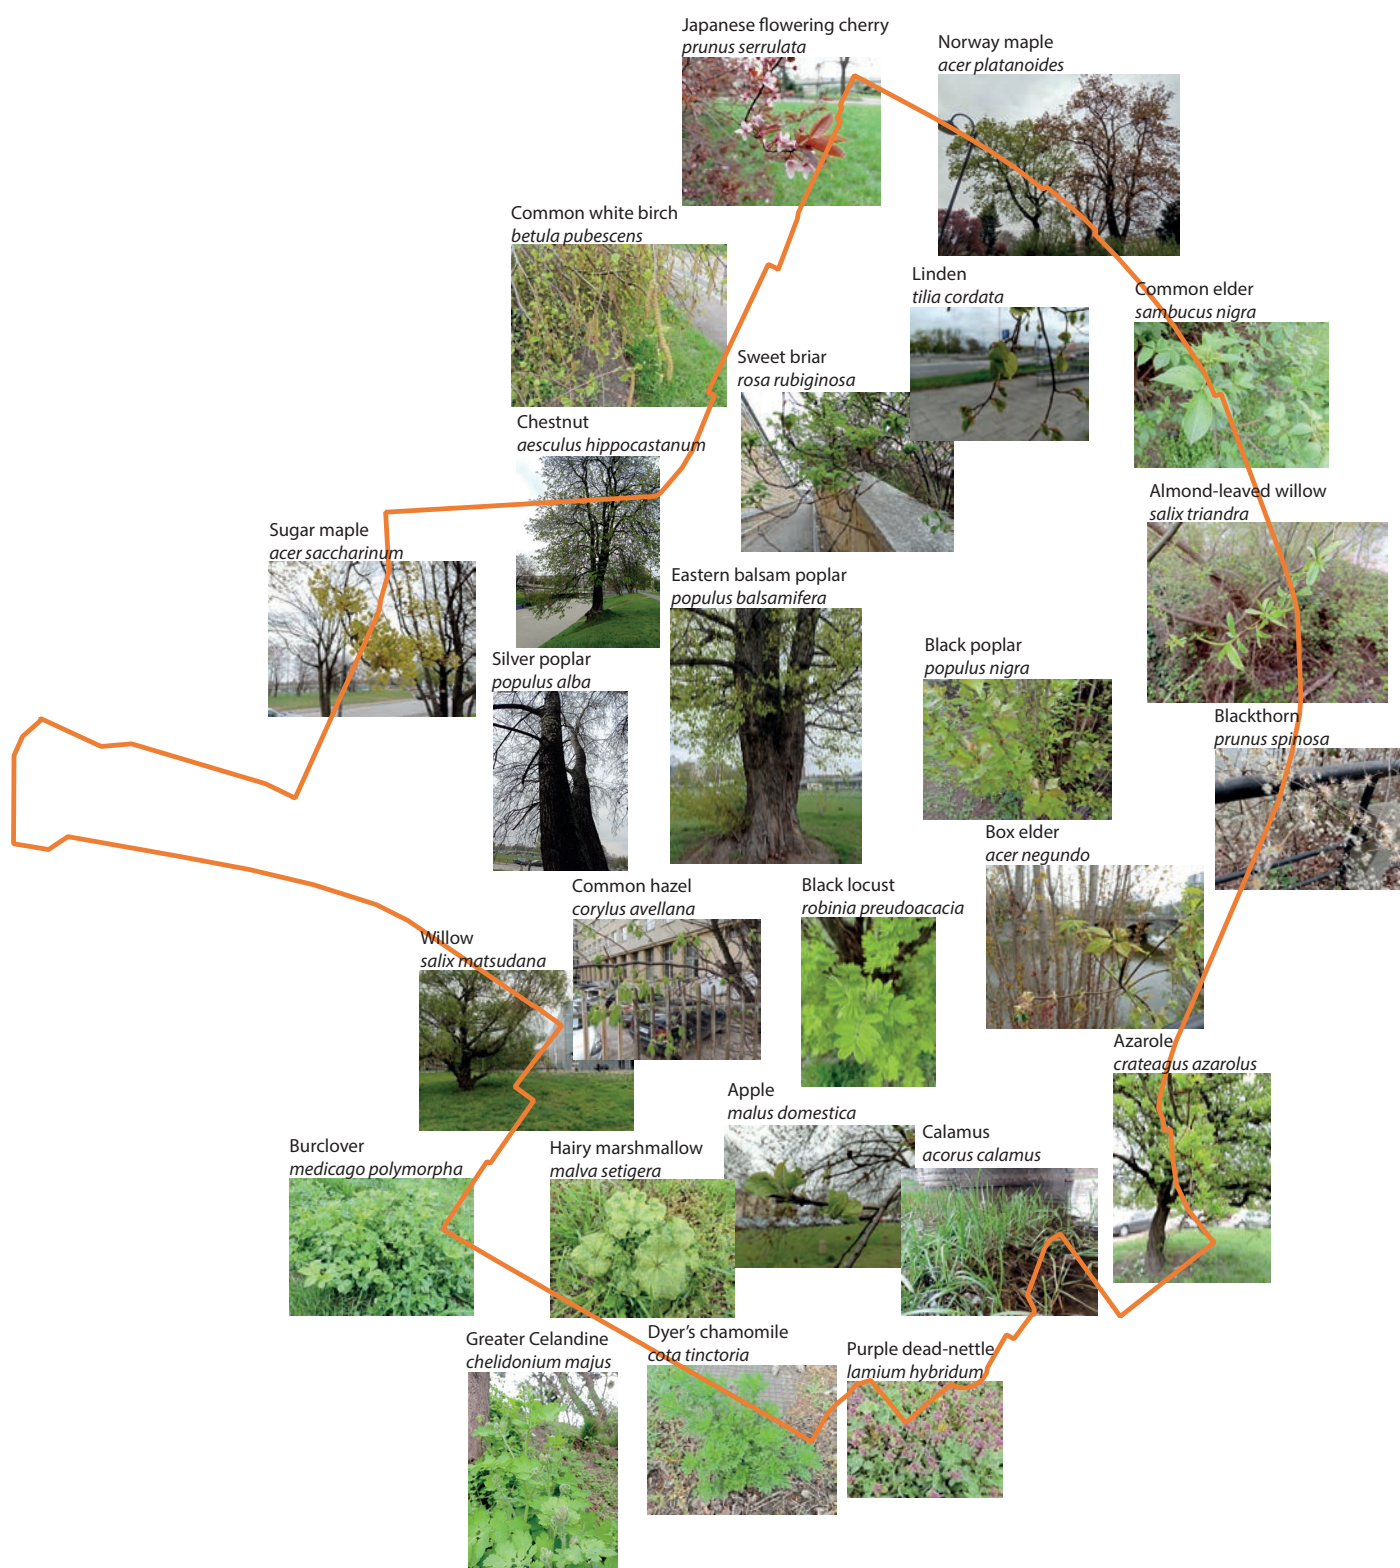 Japanese flowering cherry
prunus serrulata
Norway maple
acer platanoides
Common white birch
betula pubescens
Linden
tilia cordata
Common elder
sambucus nigra
Sweet briar
rosa rubiginosa
Chestnut
aesculus hippocastanum
Almond-leaved willow
salix triandra
Sugar maple
acer saccharinum
Eastern balsam poplar
populus balsamifera
Silver poplar
populus alba
Black poplar
populus nigra
Blackthorn
prunus spinosa
Box elder
acer negundo
Common hazel
corylus avellana
Black locust
robinia preudoacacia
Willow
salix matsudana
Azarole
crateagus azarolus
Apple
malus domestica
Calamus
acorus calamus
Burclover
medicago polymorpha
Hairy marshmallow
malva setigera
Greater Celandine
chelidonium majus
Dyer's chamomile
cota tinctoria
Purple dead-nettle
lamium hybridum